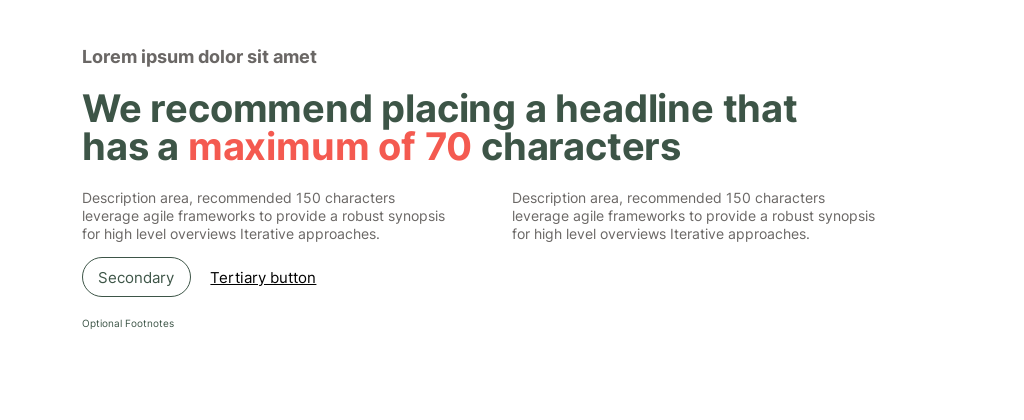 Lorem ipsum dolor sit amet
We recommend placing a headline that
has a maximum of 70 characters
Description area, recommended 150 characters
leverage agile frameworks to provide a robust synopsis
for high level overviews Iterative approaches.
Description area, recommended 150 characters
leverage agile frameworks to provide a robust synopsis
for high level overviews Iterative approaches.
Secondary
Tertiary button
Optional Footnotes